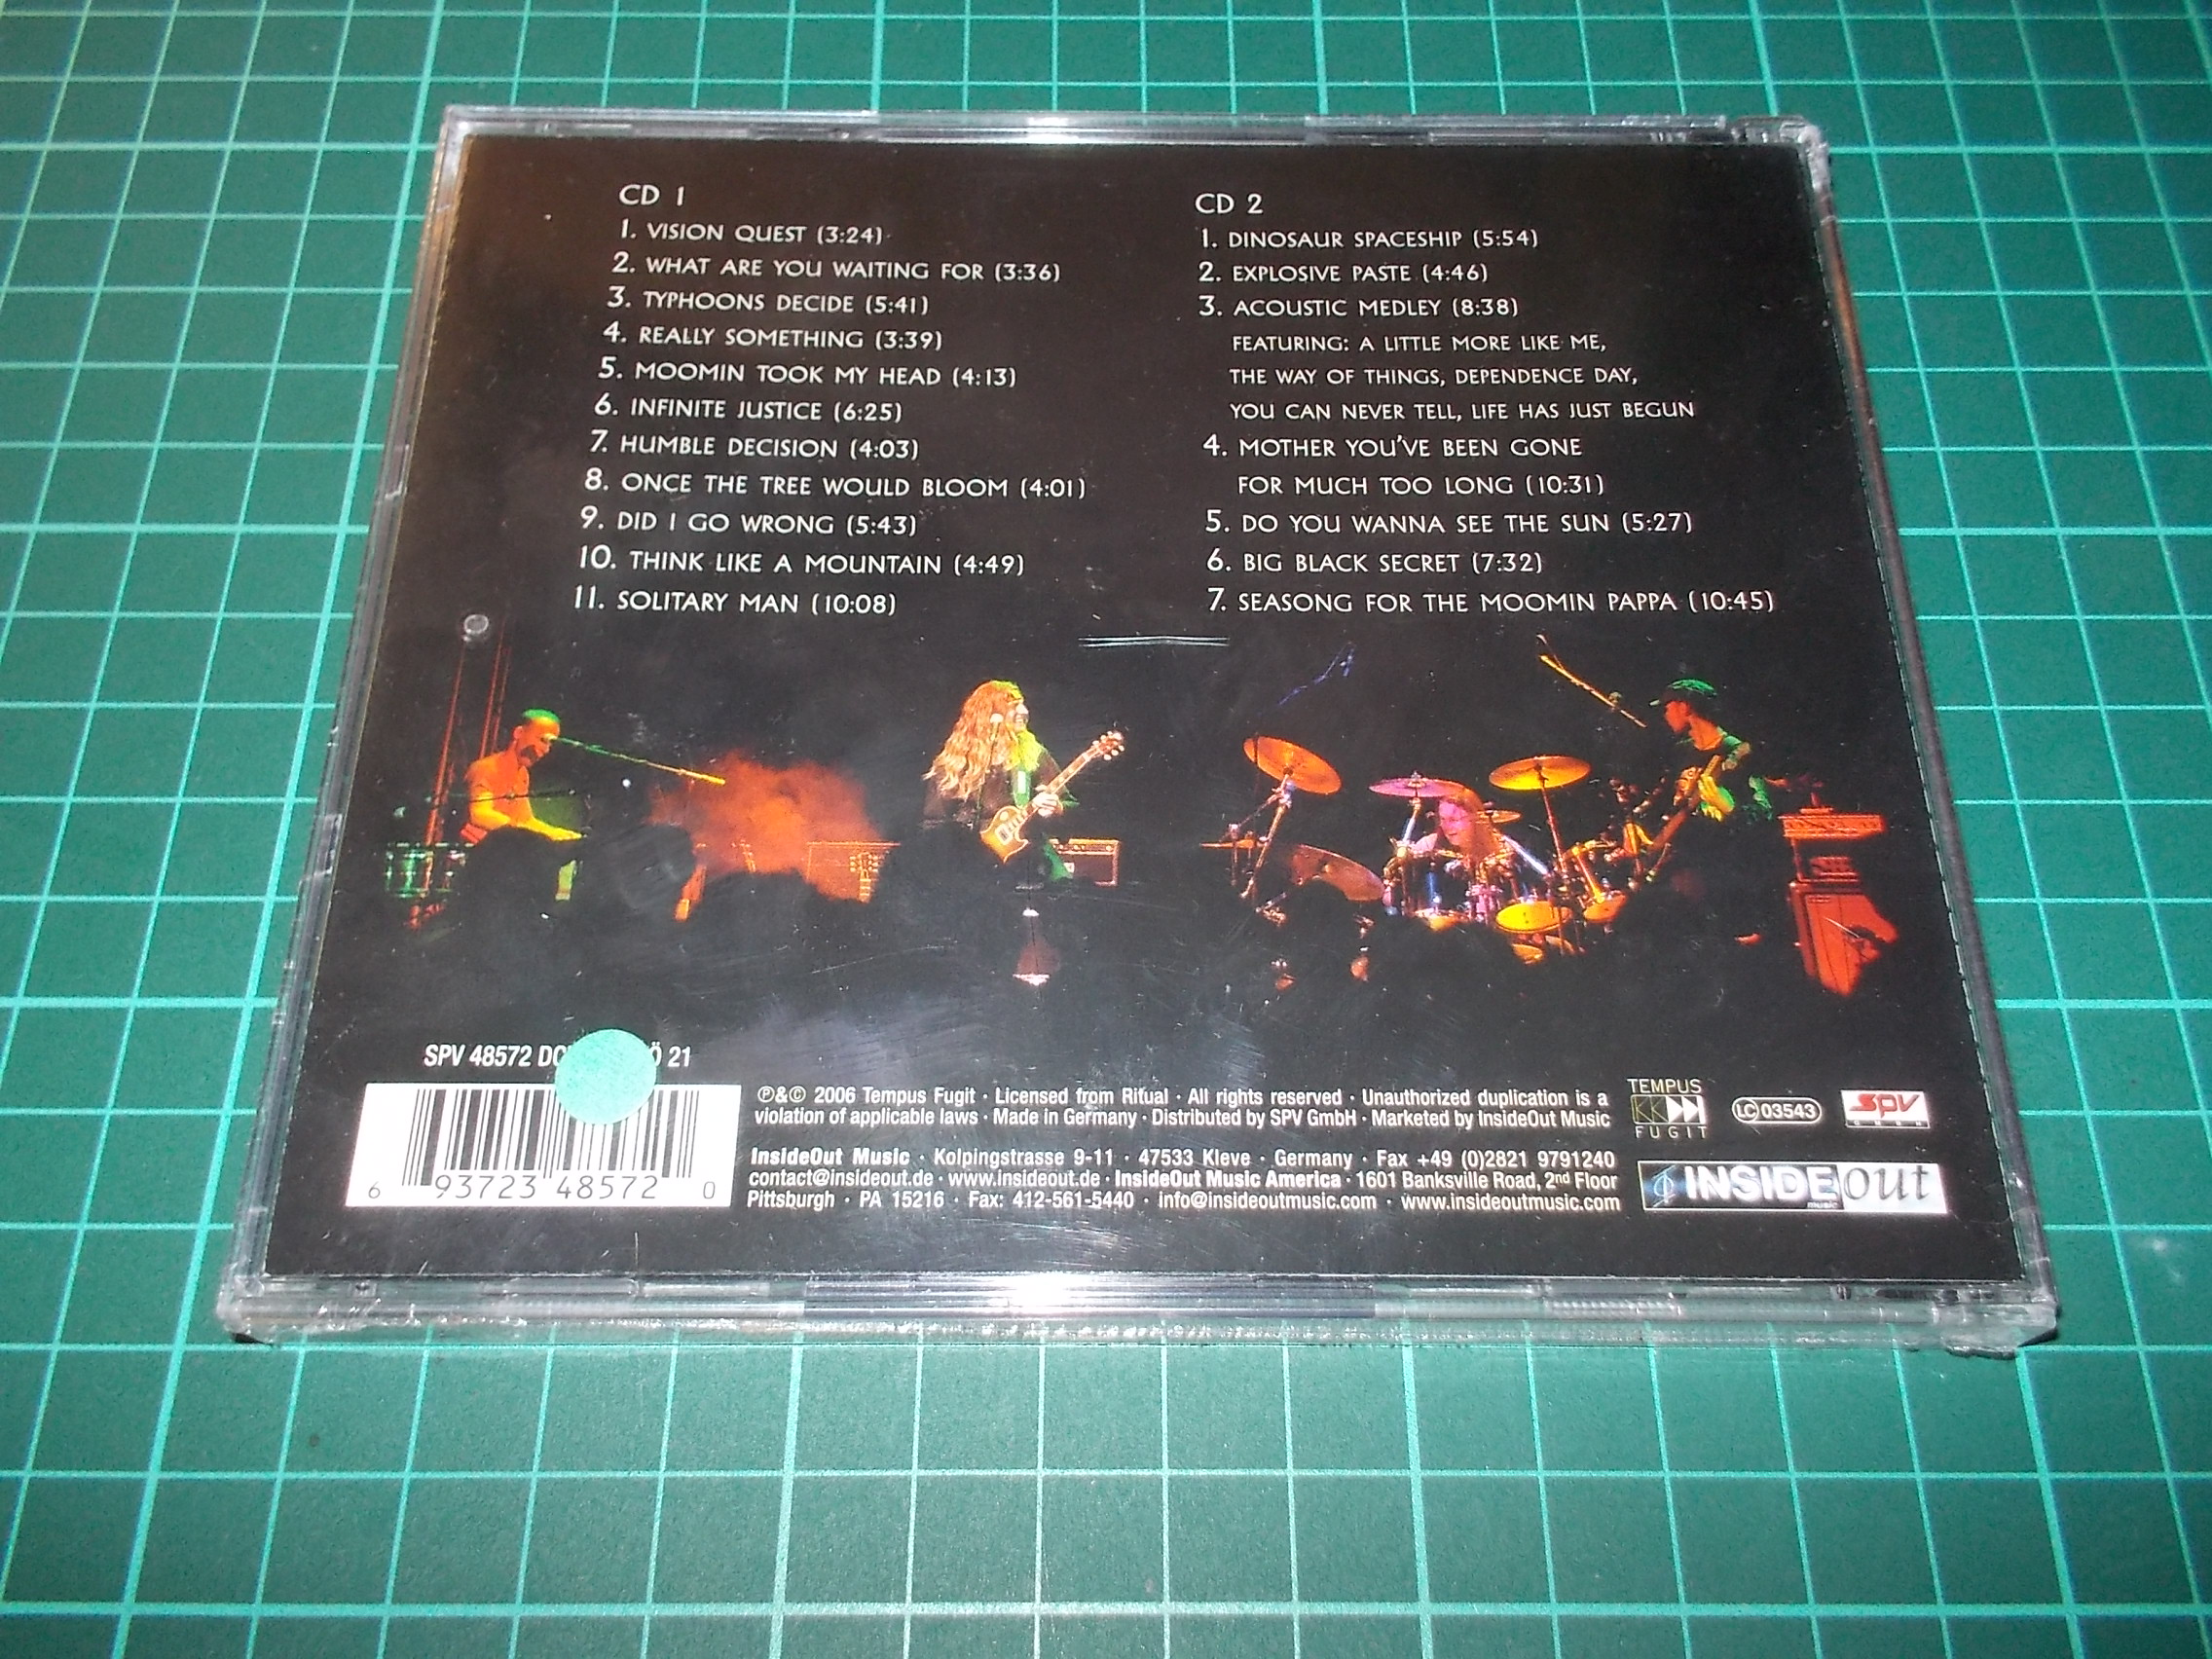 CD 1
1. VISION QUEST (3:24)
2. WHAT ARE YOU WAITING FOR (3:36)
3. TYPHOONS DECIDE (5:41)
4. REALLY SOMETHING (3:39)
5. MOOMIN TOOK MY HEAD (4:13)
6. INFINITE JUSTICE (6:25)
7. HUMBLE DECISION (4:03)
8. ONCE THE TREE WOULD BLOOM (4:01)
9. DID I GO WRONG (5:43)
10. THINK LIKE A MOUNTAIN (4:49)
11. SOLITARY MAN (10:08)
CD 2
1. DINOSAUR SPACESHIP (5:54)
2. EXPLOSIVE PASTE (4:46)
3. ACOUSTIC MEDLEY (8:38)
FEATURING: A LITTLE MORE LIKE ME,
THE WAY OF THINGS, DEPENDENCE DAY,
YOU CAN NEVER TELL, LIFE HAS JUST BEGUN
4. MOTHER YOU'VE BEEN GONE
FOR MUCH TOO LONG (10:31)
5. DO YOU WANNA SEE THE SUN (5:27)
6. BIG BLACK SECRET (7:32)
7. SEASONG FOR THE MOOMIN PAPPA (10:45)
SPV 48572 21
6 93723 48572 0
℗&© 2006 Tempus Fugit · Licensed from Ritual · All rights reserved · Unauthorized duplication is a
violation of applicable laws · Made in Germany · Distributed by SPV GmbH · Marketed by InsideOut Music
InsideOut Music · Kolpingstrasse 9-11 · 47533 Kleve · Germany · Fax +49 (0)2821 9791240
contact@insideout.de · www.insideout.de · InsideOut Music America · 1601 Banksville Road, 2nd Floor
Pittsburgh · PA 15216 · Fax: 412-561-5440 · info@insideoutmusic.com · www.insideoutmusic.com
TEMPUS
FUGIT
LC 03543
SPV
INSIDEout
music